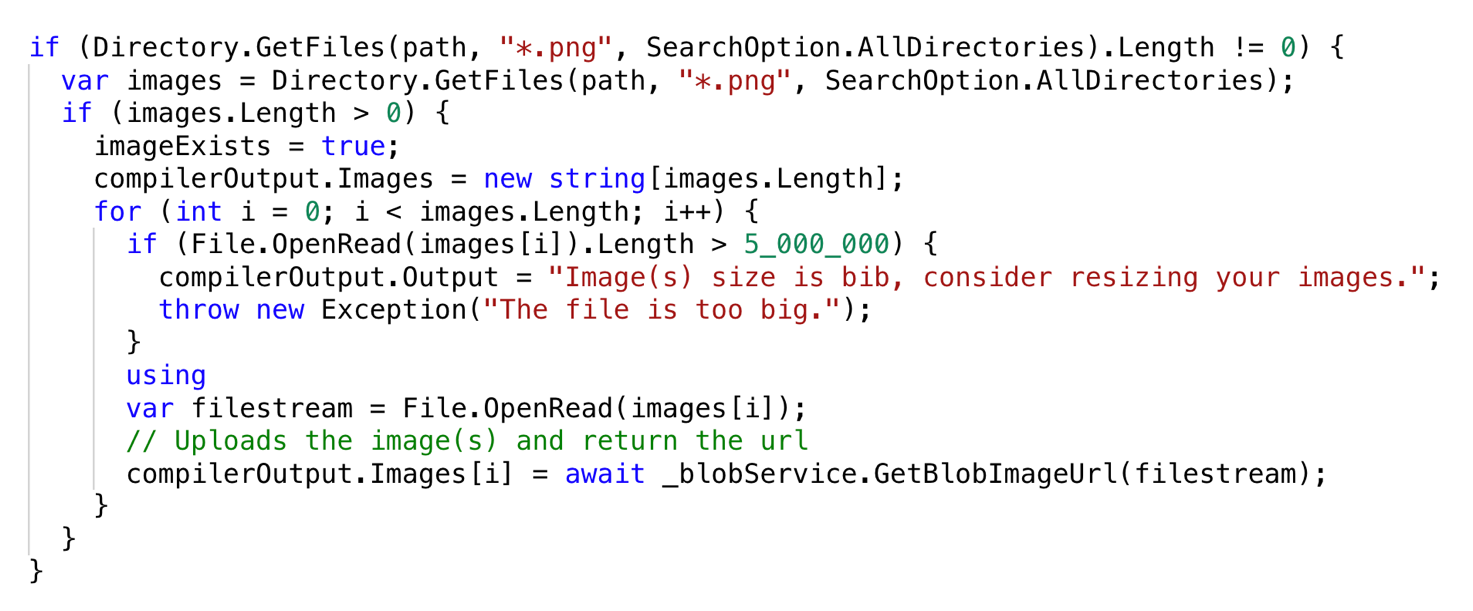 if (Directory.GetFiles(path, "*.png", SearchOption.AllDirectories).Length != 0) {
  var images = Directory.GetFiles(path, "*.png", SearchOption.AllDirectories);
  if (images.Length > 0) {
    imageExists = true;
    compilerOutput.Images = new string[images.Length];
    for (int i = 0; i < images.Length; i++) {
      if (File.OpenRead(images[i]).Length > 5_000_000) {
        compilerOutput.Output = "Image(s) size is bib, consider resizing your images.";
        throw new Exception("The file is too big.");
      }
      using
      var filestream = File.OpenRead(images[i]);
      // Uploads the image(s) and return the url
      compilerOutput.Images[i] = await _blobService.GetBlobImageUrl(filestream);
    }
  }
}